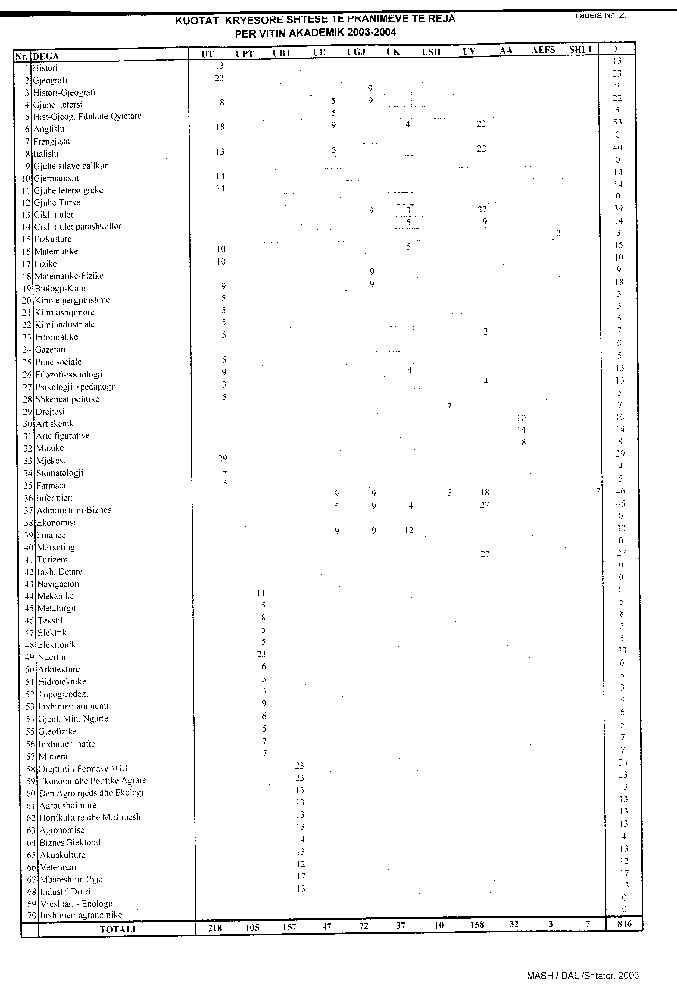 Tabela Nr. 2.1
KUOTAT KRYESORE SHTESE TE PRANIMEVE TE REJA
PER VITIN AKADEMIK 2003-2004
Nr. DEGA UT UPT UBT UE UGJ UK USH UV AA AEFS SHLI Σ
1 Histori 13 13
2 Gjeografi 23 23
3 Histori-Gjeografi 9 9
4 Gjuhe letersi 8 5 9 22
5 Hist-Gjeog, Edukate Qytetare 5 5
6 Anglisht 18 9 4 22 53
7 Frengjisht 0
8 Italisht 13 5 22 40
9 Gjuhe sllave ballkan 0
10 Gjermanisht 14 14
11 Gjuhe letersi greke 14 14
12 Gjuhe Turke 0
13 Cikli i ulet 9 3 27 39
14 Cikli i ulet parashkollor 5 9 14
15 Fizkulture 3 3
16 Matematike 10 5 15
17 Fizike 10 10
18 Matematike-Fizike 9 9
19 Biologji-Kimi 9 9 18
20 Kimi e pergjithshme 5 5
21 Kimi ushqimore 5 5
22 Kimi industriale 5 5
23 Informatike 5 2 7
24 Gazetari 0
25 Pune sociale 5 5
26 Filozofi-sociologji 9 4 13
27 Psikologji +pedagogji 9 4 13
28 Shkencat politike 5 5
29 Drejtesi 7 7
30 Art skenik 10 10
31 Arte figurative 14 14
32 Muzike 8 8
33 Mjekesi 29 29
34 Stomatologji 4 4
35 Farmaci 5 5
36 Infermieri 9 9 3 18 7 46
37 Administrim-Biznes 5 9 4 27 45
38 Ekonomist 0
39 Finance 9 9 12 30
40 Marketing 0
41 Turizem 27 27
42 Inxh. Detare 0
43 Navigacion 0
44 Mekanike 11 11
45 Metalurgji 5 5
46 Tekstil 8 8
47 Elektrik 5 5
48 Elektronik 5 5
49 Ndertim 23 23
50 Arkitekture 6 6
51 Hidroteknike 5 5
52 Topogjeodezi 3 3
53 Inxhinieri ambienti 9 9
54 Gjeol. Min. Ngurte 6 6
55 Gjeofizike 5 5
56 Inxhinieri nafte 7 7
57 Miniera 7 7
58 Drejtimi I FermaveAGB 23 23
59 Ekonomi dhe Politike Agrare 23 23
60 Dep.Agromjeds dhe Ekologji 13 13
61 Agroushqimore 13 13
62 Hortikulture dhe M.Bimesh 13 13
63 Agronomise 13 13
64 Biznes Blektoral 4 4
65 Akuakulture 13 13
66 Veterinari 12 12
67 Mbareshtim Pyje 17 17
68 Industri Druri 13 13
69 Vreshtari - Enologji 0
70 Inxhinieri agronomike 0
TOTALI 218 105 157 47 72 37 10 158 32 3 7 846
MASH / DAL /Shtator, 2003